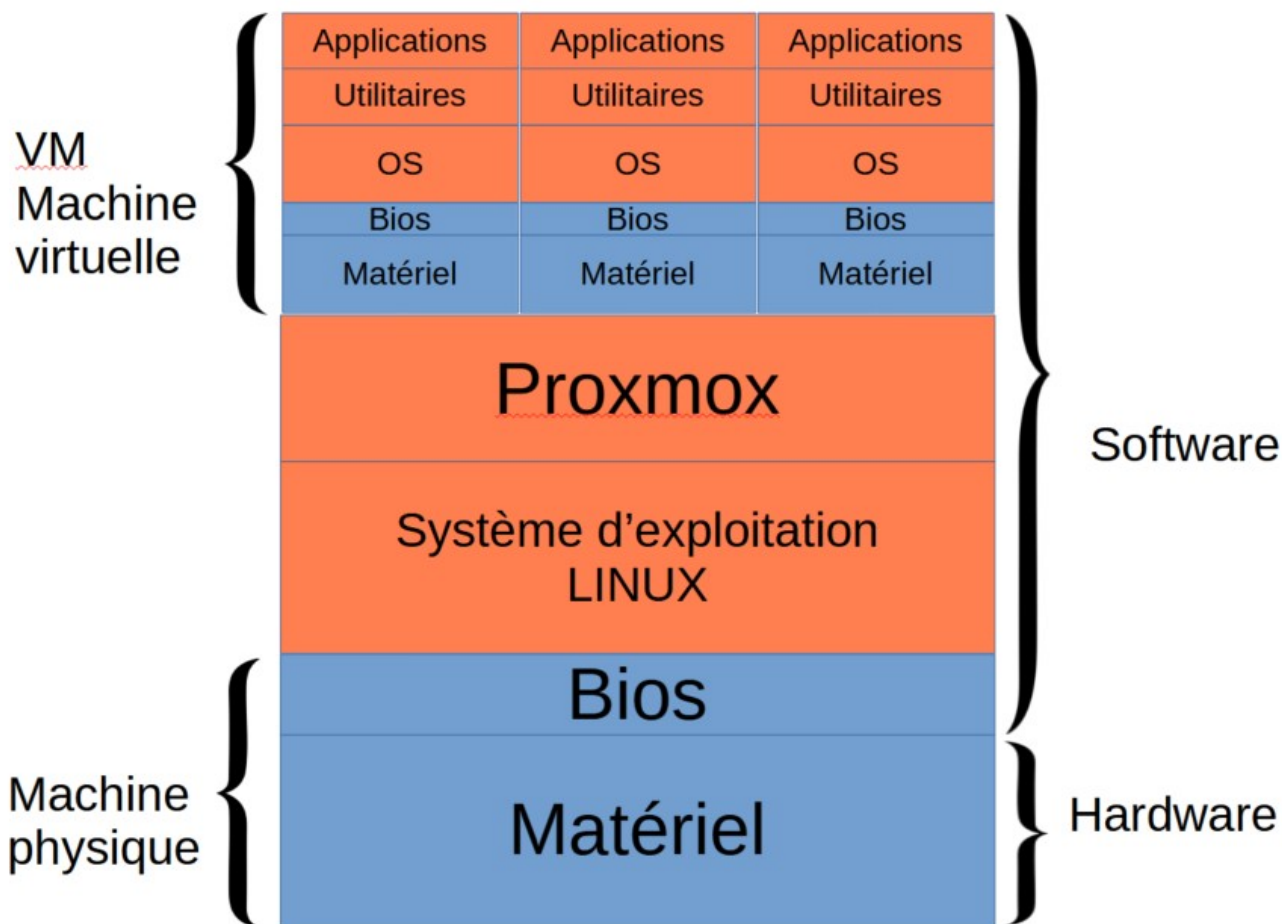 Applications Applications Applications
Utilitaires Utilitaires Utilitaires
OS OS OS
Bios Bios Bios
Matériel Matériel Matériel
VM
Machine
virtuelle
Proxmox
Software
Système d’exploitation
LINUX
Bios
Machine
physique
Matériel
Hardware